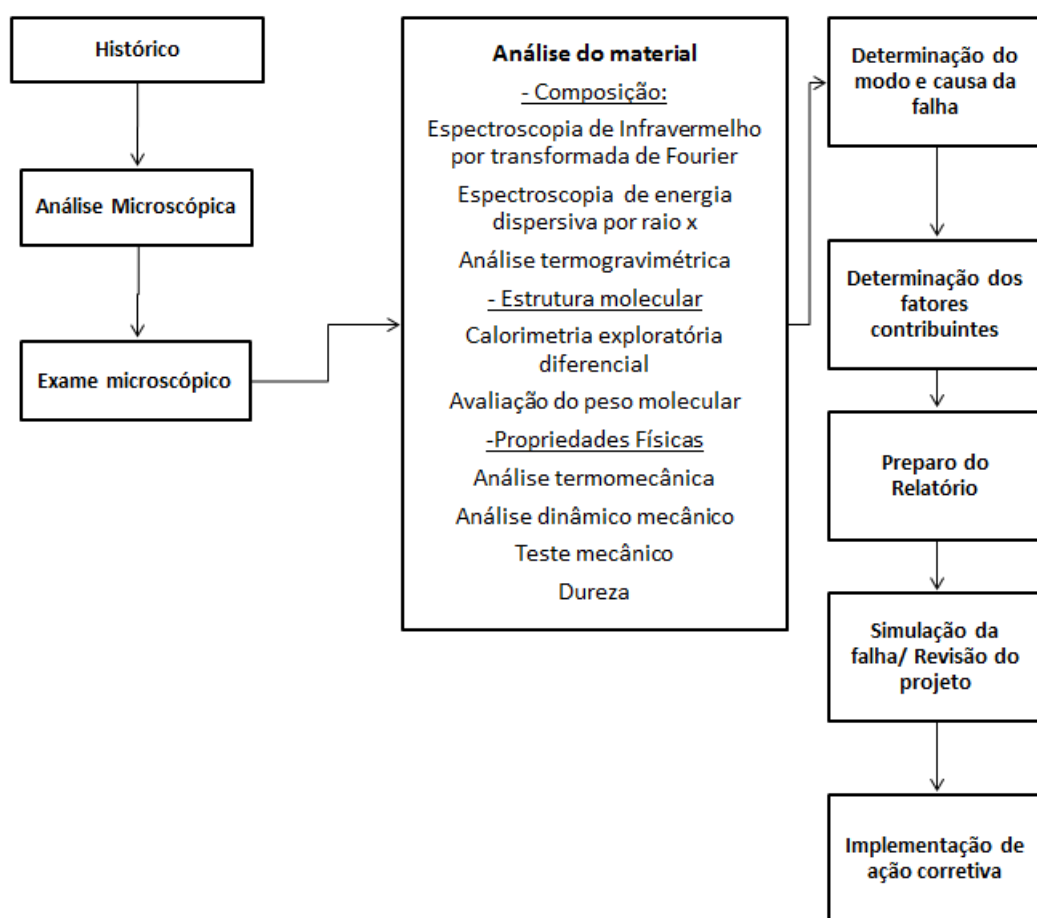 Histórico
Análise Microscópica
Exame microscópico
Análise do material
- Composição:
Espectroscopia de Infravermelho
por transformada de Fourier
Espectroscopia de energia
dispersiva por raio x
Análise termogravimétrica
- Estrutura molecular
Calorimetria exploratória
diferencial
Avaliação do peso molecular
-Propriedades Físicas
Análise termomecânica
Análise dinâmico mecânico
Teste mecânico
Dureza
Determinação do
modo e causa da
falha
Determinação dos
fatores
contribuintes
Preparo do
Relatório
Simulação da
falha/ Revisão do
projeto
Implementação de
ação corretiva